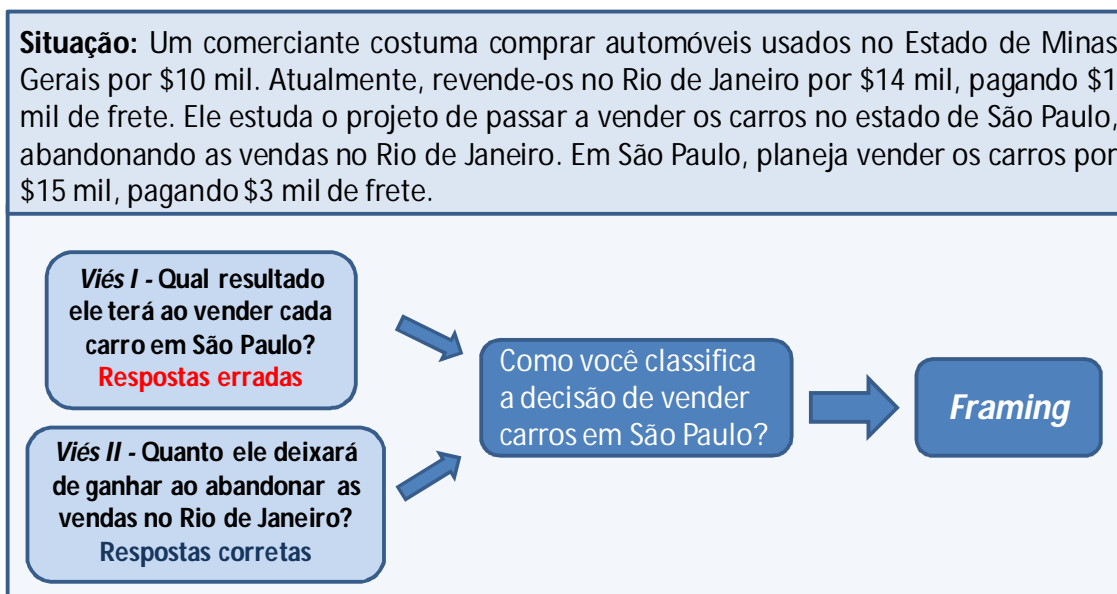 Situação: Um comerciante costuma comprar automóveis usados no Estado de Minas
Gerais por $10 mil. Atualmente, revende-os no Rio de Janeiro por $14 mil, pagando $1
mil de frete. Ele estuda o projeto de passar a vender os carros no estado de São Paulo,
abandonando as vendas no Rio de Janeiro. Em São Paulo, planeja vender os carros por
$15 mil, pagando $3 mil de frete.
Viés I - Qual resultado
ele terá ao vender cada
carro em São Paulo?
Respostas erradas
Viés II - Quanto ele deixará
de ganhar ao abandonar as
vendas no Rio de Janeiro?
Respostas corretas
Como você classifica
a decisão de vender
carros em São Paulo?
Framing